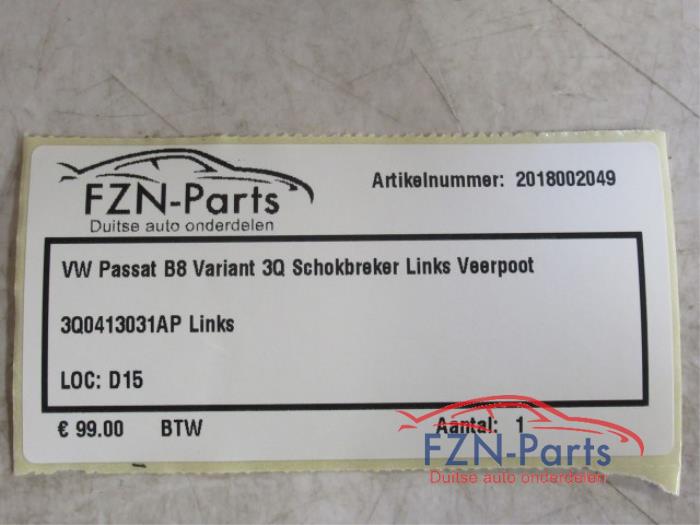 FZN-Parts
Duitse auto onderdelen
Artikelnummer: 2018002049
VW Passat B8 Variant 3Q Schokbreker Links Veerpoot
3Q0413031AP Links
LOC: D15
€ 99.00 BTW Aantal: 1
FZN-Parts
Duitse auto onderdelen